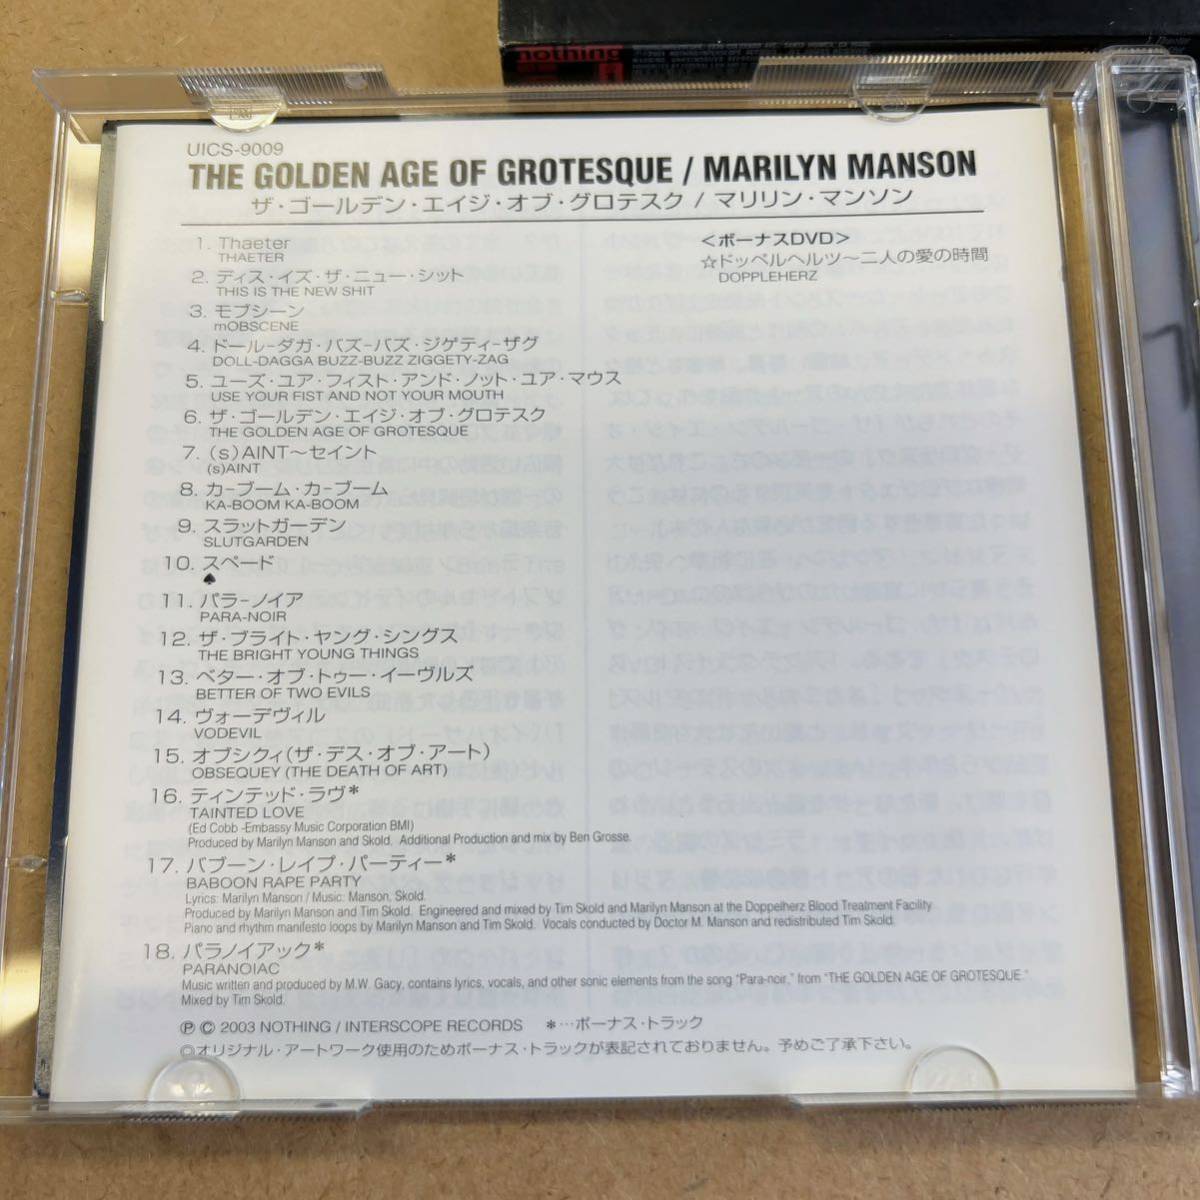 nothing
UICS-9009
THE GOLDEN AGE OF GROTESQUE / MARILYN MANSON
ザ・ゴールデン・エイジ・オブ・グロテスク / マリリン・マンソン
1. Thaeter
THAETER
2. ディス・イズ・ザ・ニュー・シット
THIS IS THE NEW SHIT
3. モブシーン
mOBSCENE
4. ドール-ダガ・バズ-バズ・ジゲティ-ザグ
DOLL-DAGGA BUZZ-BUZZ ZIGGETY-ZAG
5. ユーズ・ユア・フィスト・アンド・ノット・ユア・マウス
USE YOUR FIST AND NOT YOUR MOUTH
6. ザ・ゴールデン・エイジ・オブ・グロテスク
THE GOLDEN AGE OF GROTESQUE
7. (s)AINT〜セイント
(s)AINT
8. カ-ブーム・カ-ブーム
KA-BOOM KA-BOOM
9. スラットガーデン
SLUTGARDEN
10. スペード
♠
11. パラ-ノイア
PARA-NOIR
12. ザ・ブライト・ヤング・シングス
THE BRIGHT YOUNG THINGS
13. ベター・オブ・トゥー・イーヴルズ
BETTER OF TWO EVILS
14. ヴォーデヴィル
VODEVIL
15. オブシクィ(ザ・デス・オブ・アート)
OBSEQUEY (THE DEATH OF ART)
16. ティンテッド・ラヴ*
TAINTED LOVE
(Ed Cobb -Embassy Music Corporation BMI)
Produced by Marilyn Manson and Skold. Additional Production and mix by Ben Grosse.
17. バブーン・レイプ・パーティー*
BABOON RAPE PARTY
Lyrics: Marilyn Manson / Music: Manson, Skold.
Produced by Marilyn Manson and Tim Skold. Engineered and mixed by Tim Skold and Marilyn Manson at the Doppelherz Blood Treatment Facility
Piano and rhythm manifesto loops by Marilyn Manson and Tim Skold. Vocals conducted by Doctor M. Manson and redistributed Tim Skold.
18. パラノイアック*
PARANOIAC
Music written and produced by M.W. Gacy, contains lyrics, vocals, and other sonic elements from the song "Para-noir," from "THE GOLDEN AGE OF GROTESQUE."
Mixed by Tim Skold.
<ボーナスDVD>
☆ドッペルヘルツ〜二人の愛の時間
DOPPLEHERZ
Ⓟ © 2003 NOTHING / INTERSCOPE RECORDS *…ボーナス・トラック
◎オリジナル・アートワーク使用のためボーナス・トラックが表記されておりません。予めご了承下さい。